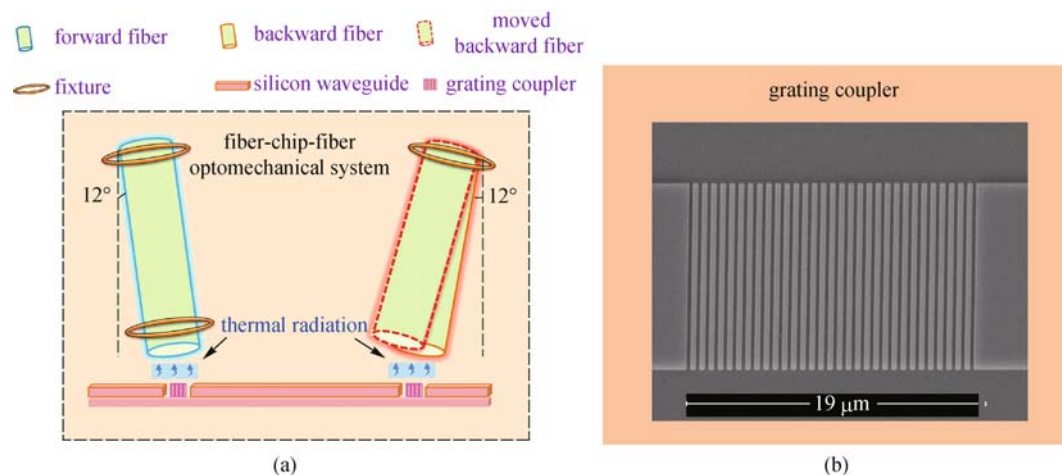 forward fiber
backward fiber
moved
backward fiber
fixture
silicon waveguide
grating coupler
fiber-chip-fiber
optomechanical system
12°
12°
thermal radiation
(a)
grating coupler
19 μm
(b)